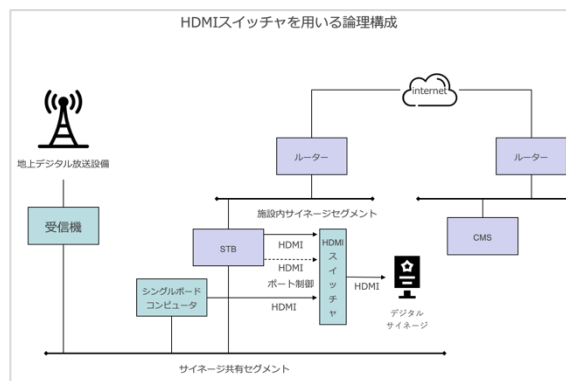 HDMIスイッチャを用いる論理構成
internet
地上デジタル放送設備
ルーター
ルーター
受信機
施設内サイネージセグメント
STB
HDMI
HDMI
ポート制御
HDMI
HDMI
スイッチャ
HDMI
CMS
シングルボード
コンピュータ
デジタル
サイネージ
サイネージ共有セグメント